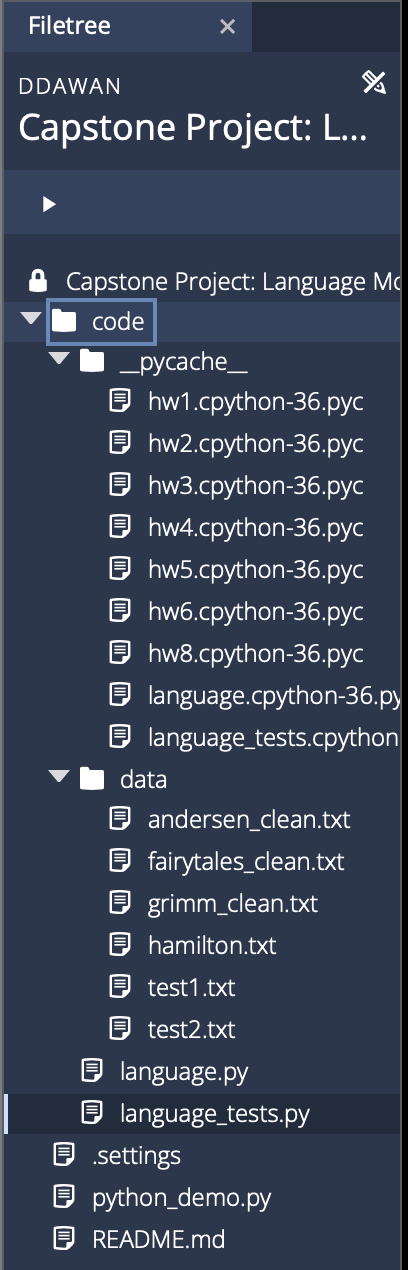 Filetree
DDAWAN
Capstone Project: L...
Capstone Project: Language Mo
code
__pycache__
hw1.cpython-36.pyc
hw2.cpython-36.pyc
hw3.cpython-36.pyc
hw4.cpython-36.pyc
hw5.cpython-36.pyc
hw6.cpython-36.pyc
hw8.cpython-36.pyc
language.cpython-36.py
language_tests.cpython
data
andersen_clean.txt
fairytales_clean.txt
grimm_clean.txt
hamilton.txt
test1.txt
test2.txt
language.py
language_tests.py
.settings
python_demo.py
README.md